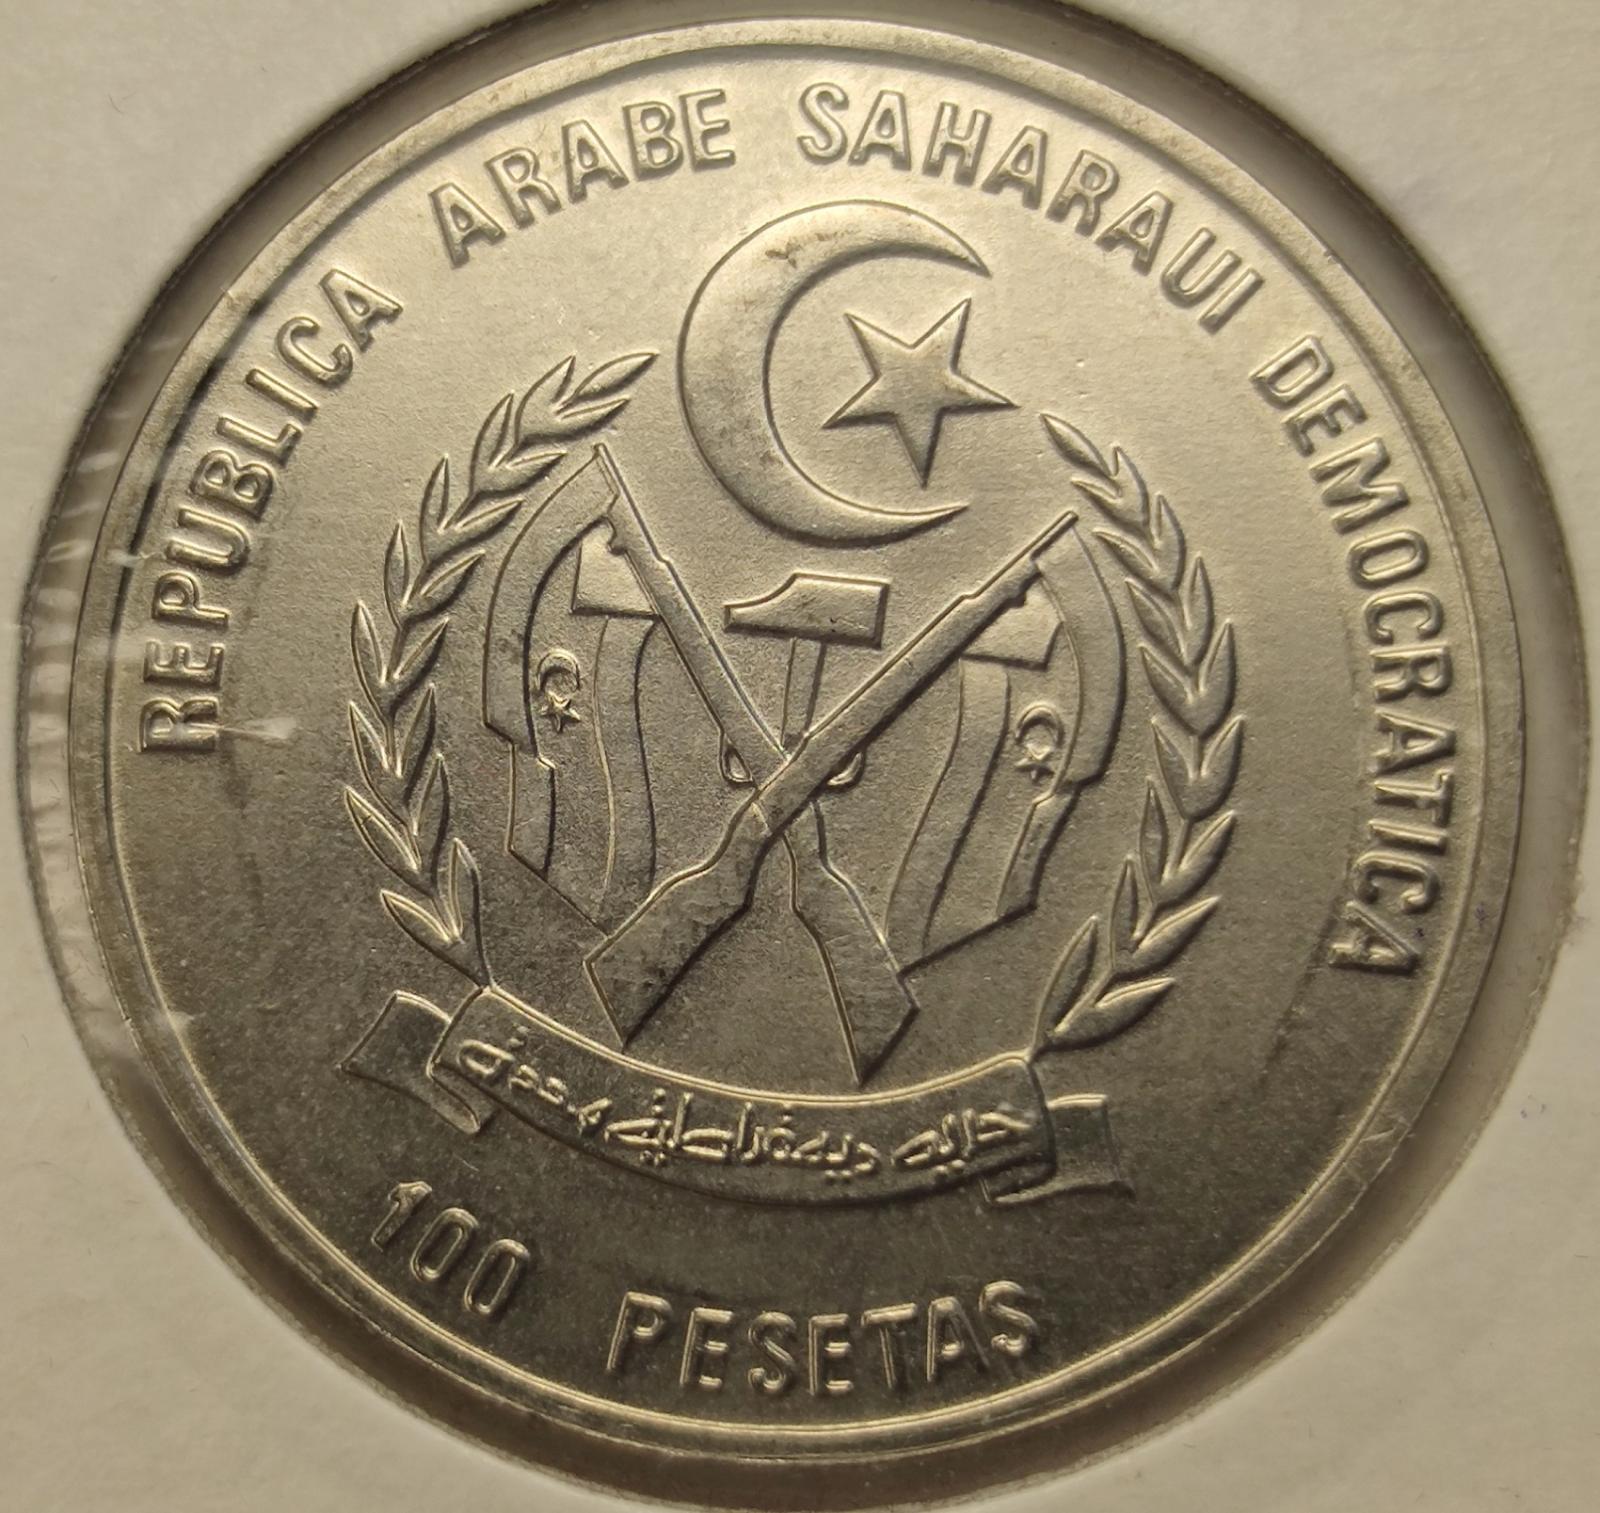 REPUBLICA ARABE SAHARAUI DEMOCRATICA
حرية ديمقراطية وحدة
100 PESETAS